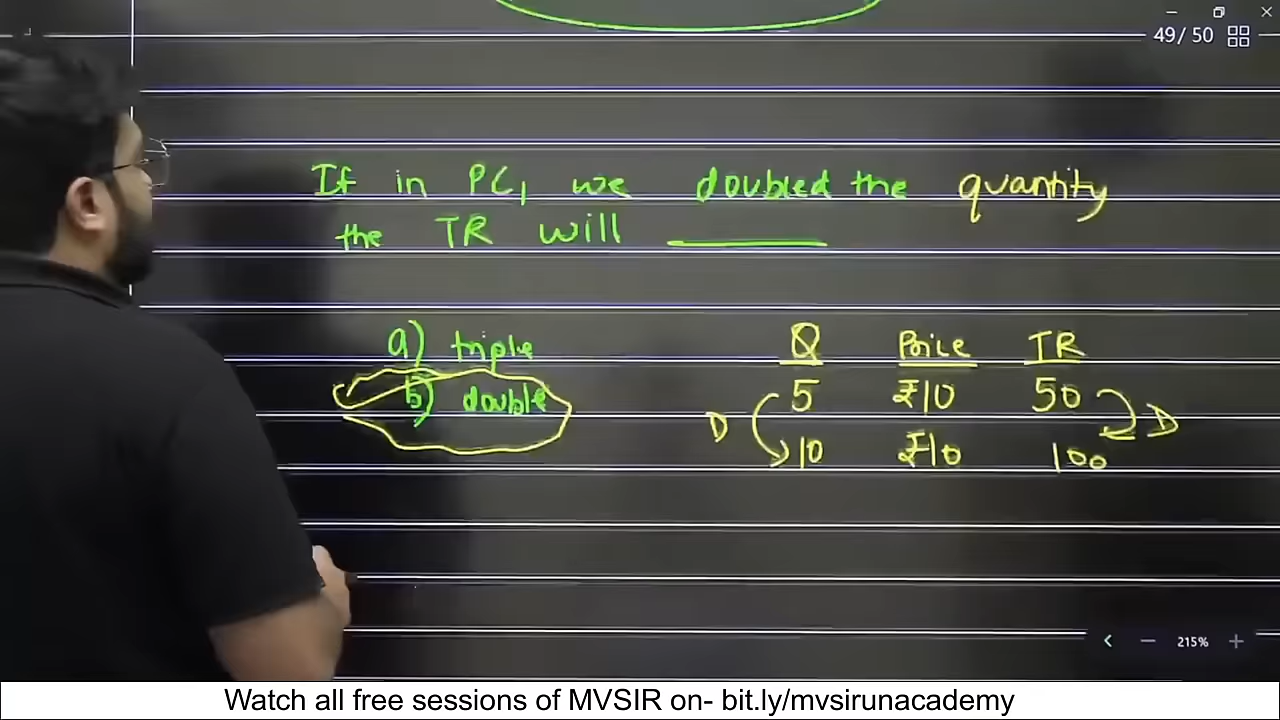 49/ 50
If in PC, we doubled the quantity
the TR will ________
a) triple
b) double
Q Price TR
5 ₹10 50
D D
10 ₹10 100
215%
Watch all free sessions of MVSIR on- bit.ly/mvsirunacademy